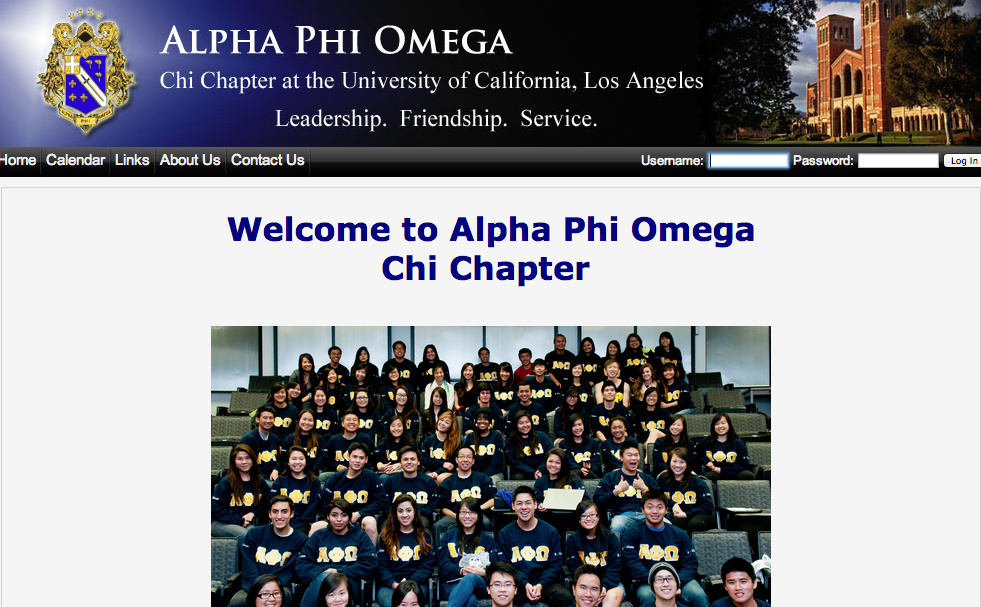 ALPHA PHI OMEGA
Chi Chapter at the University of California, Los Angeles
Leadership. Friendship. Service.
Home Calendar Links About Us Contact Us Username: Password: Log In
Welcome to Alpha Phi Omega
Chi Chapter
ΑΦΩ